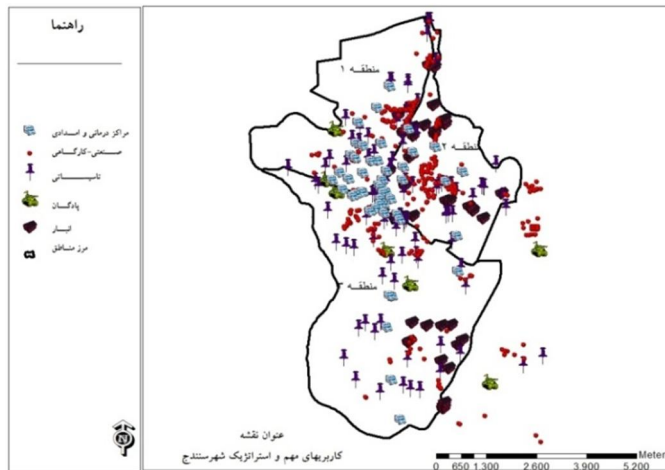 راهنما
مراکز درمانی و امدادی
صنعتی-کارگاهی
تاسیساتی
پادگان
انبار
مرز مناطق
N
منطقه ۱
منطقه ۲
منطقه ۳
عنوان نقشه
کاربریهای مهم و استراتژیک شهرسنندج
Meter
0 650 1.300 2.600 3.900 5.200